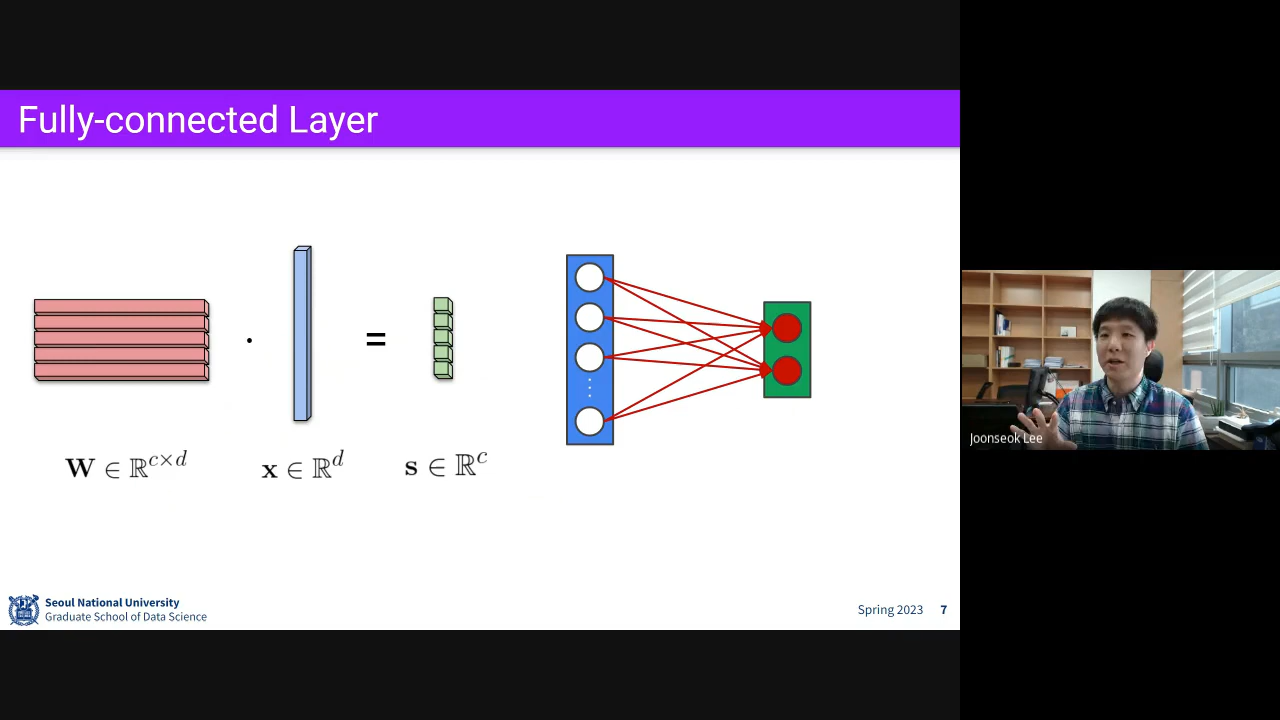 Fully-connected Layer
·
=
W ∈ ℝ^{c×d}
x ∈ ℝ^{d}
s ∈ ℝ^{c}
Joonseok Lee
Seoul National University
Graduate School of Data Science
Spring 2023 7